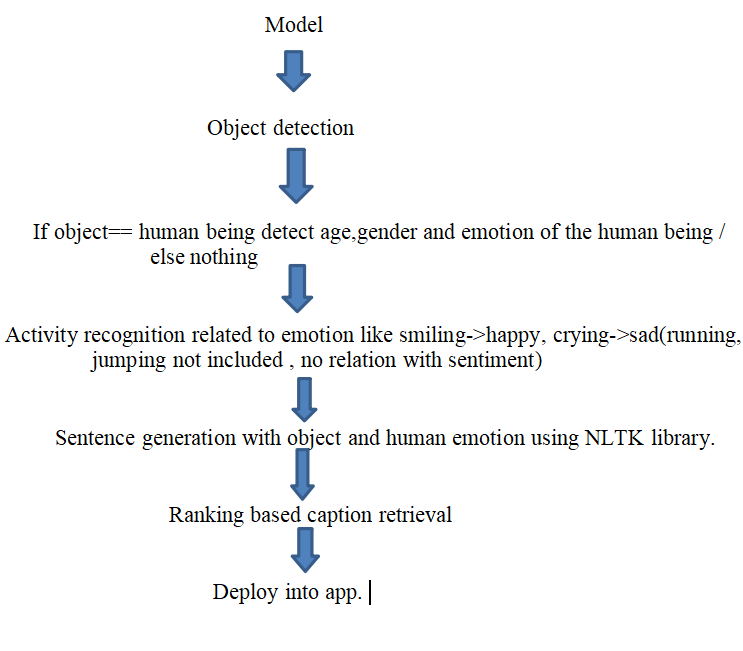 Model
Object detection
If object== human being detect age,gender and emotion of the human being /
else nothing
Activity recognition related to emotion like smiling->happy, crying->sad(running,
jumping not included , no relation with sentiment)
Sentence generation with object and human emotion using NLTK library.
Ranking based caption retrieval
Deploy into app.